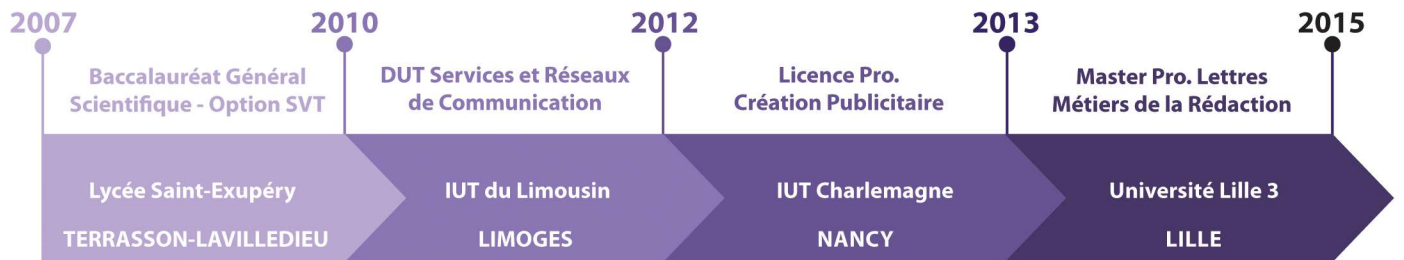 2007
2010
2012
2013
2015
Baccalauréat Général
Scientifique - Option SVT
DUT Services et Réseaux
de Communication
Licence Pro.
Création Publicitaire
Master Pro. Lettres
Métiers de la Rédaction
Lycée Saint-Exupéry
TERRASSON-LAVILLEDIEU
IUT du Limousin
LIMOGES
IUT Charlemagne
NANCY
Université Lille 3
LILLE